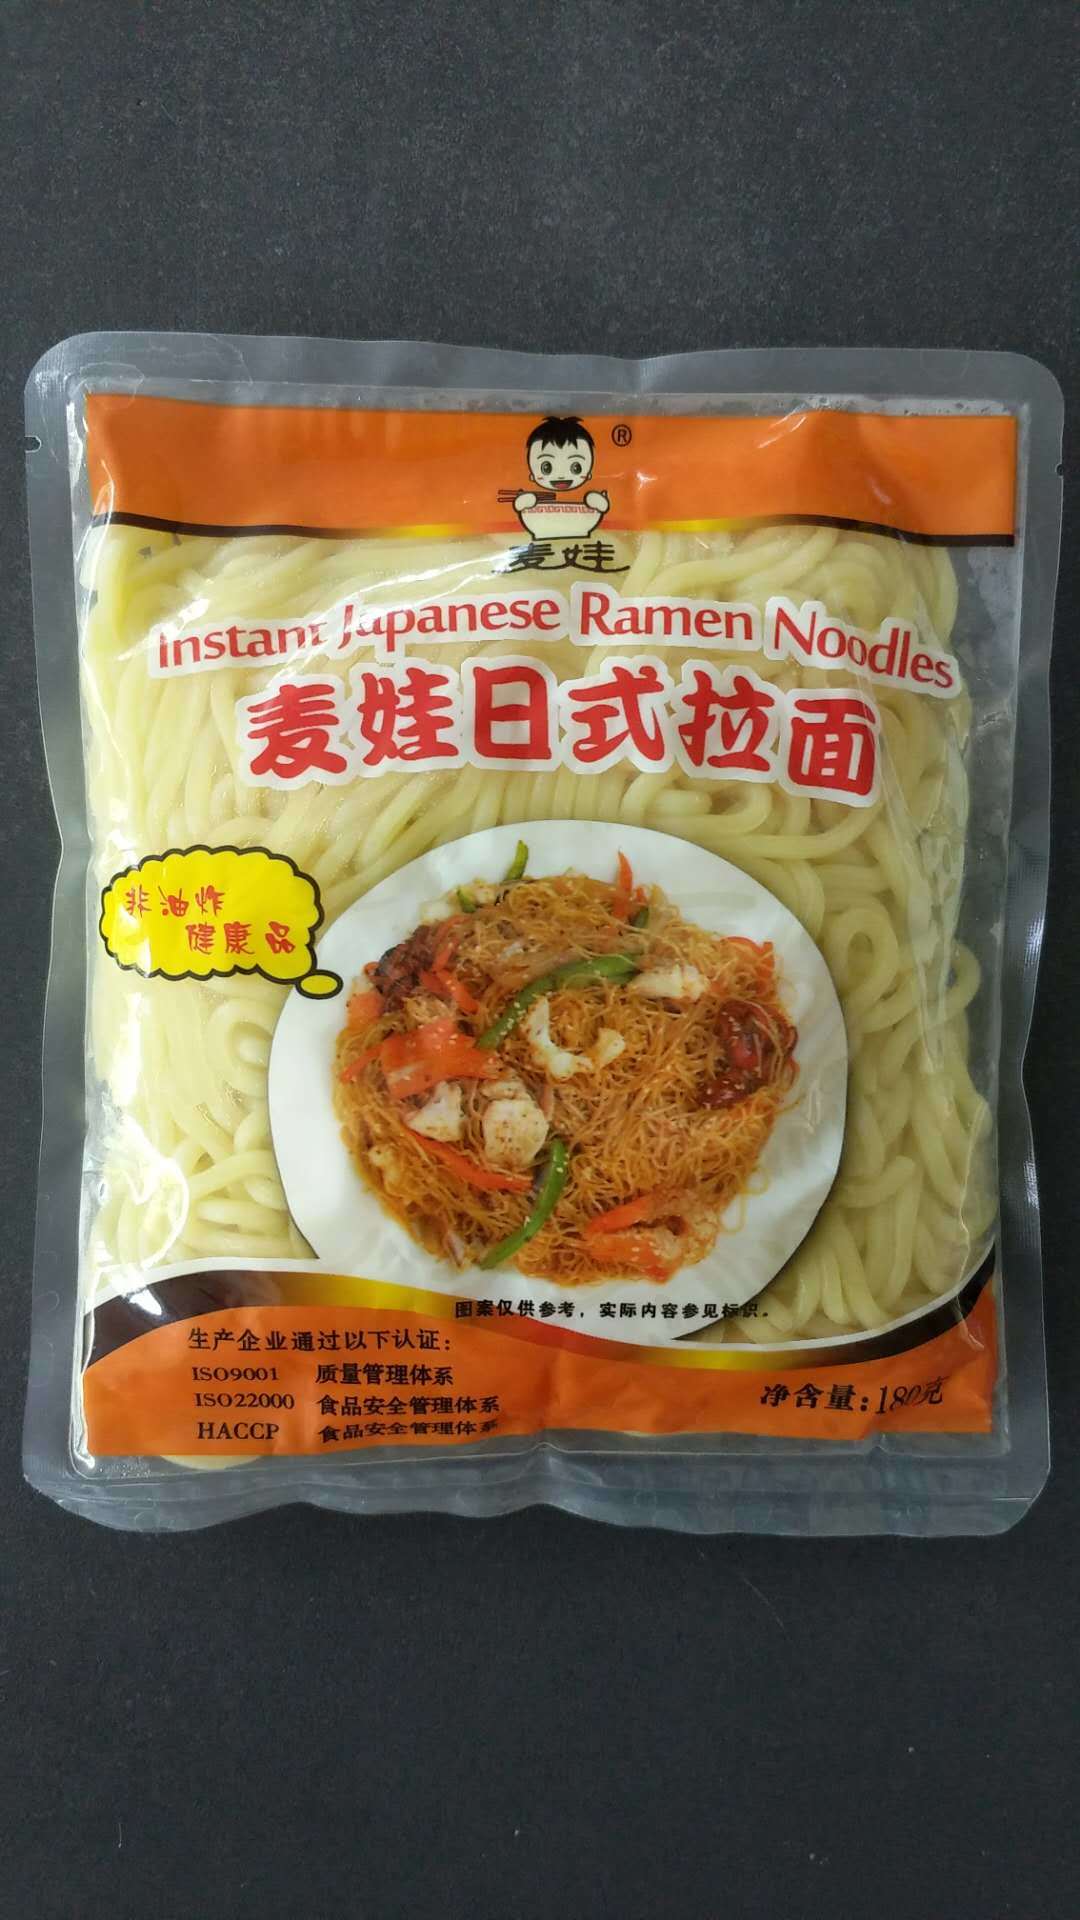 ®
麦娃
Instant Japanese Ramen Noodles
麦娃日式拉面
非油炸
健康品
图案仅供参考，实际内容参见标识。
生产企业通过以下认证：
ISO9001 质量管理体系
ISO22000 食品安全管理体系
HACCP 食品安全管理体系
净含量：180克